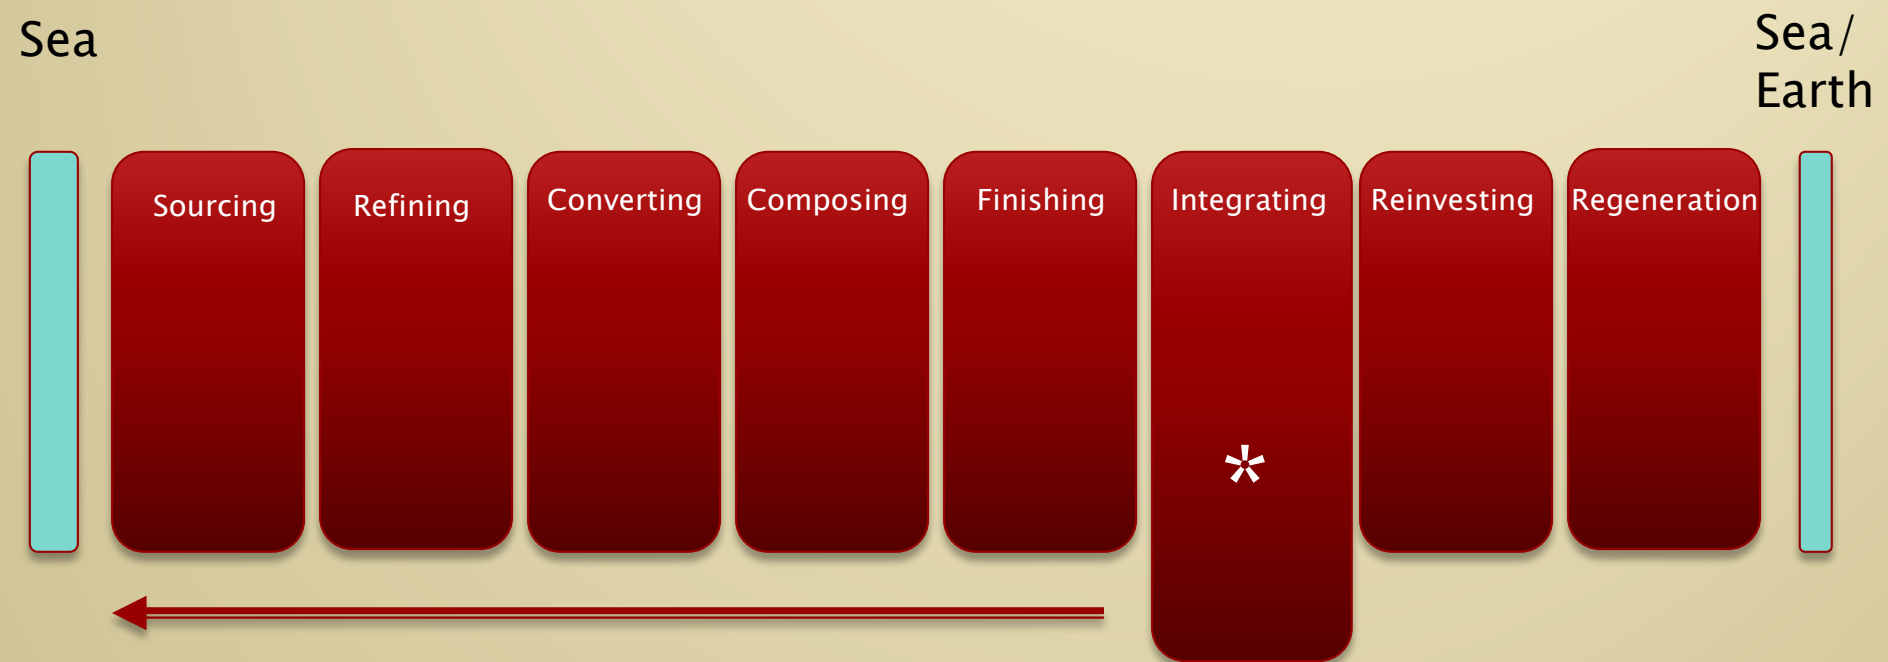 Sea
Sea/
Earth
Sourcing
Refining
Converting
Composing
Finishing
Integrating
Reinvesting
Regeneration
*